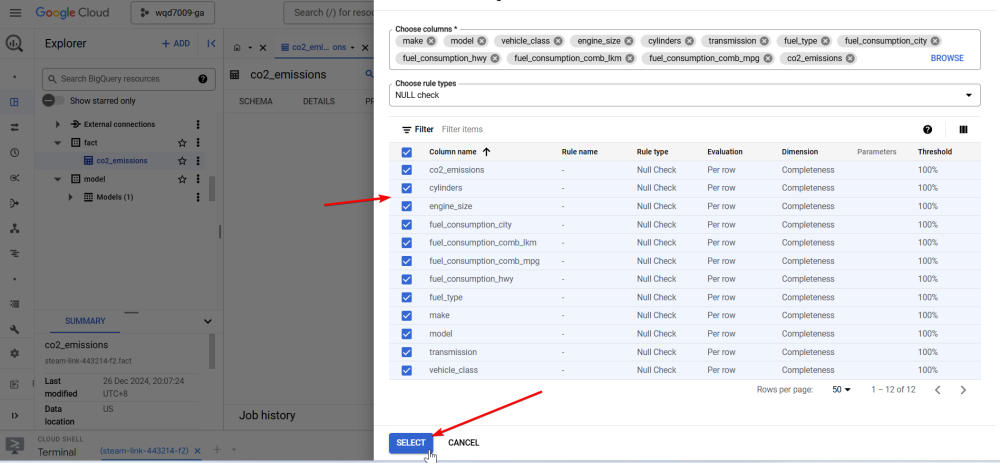 Google Cloud
wqd7009-ga
Search (/) for resou
Explorer
+ ADD
Search BigQuery resources
Show starred only
External connections
fact
co2_emissions
model
Models (1)
SUMMARY
co2_emissions
steam-link-443214-f2.fact
Last modified
26 Dec 2024, 20:07:24 UTC+8
Data location
US
co2_emi... ons
co2_emissions
SCHEMA
DETAILS
PR
Job history
CLOUD SHELL
Terminal
(steam-link-443214-f2)
Choose columns *
make
model
vehicle_class
engine_size
cylinders
transmission
fuel_type
fuel_consumption_city
fuel_consumption_hwy
fuel_consumption_comb_lkm
fuel_consumption_comb_mpg
co2_emissions
BROWSE
Choose rule types
NULL check
Filter Filter items
Column name Rule name Rule type Evaluation Dimension Parameters Threshold
co2_emissions - Null Check Per row Completeness 100%
cylinders - Null Check Per row Completeness 100%
engine_size - Null Check Per row Completeness 100%
fuel_consumption_city - Null Check Per row Completeness 100%
fuel_consumption_comb_lkm - Null Check Per row Completeness 100%
fuel_consumption_comb_mpg - Null Check Per row Completeness 100%
fuel_consumption_hwy - Null Check Per row Completeness 100%
fuel_type - Null Check Per row Completeness 100%
make - Null Check Per row Completeness 100%
model - Null Check Per row Completeness 100%
transmission - Null Check Per row Completeness 100%
vehicle_class - Null Check Per row Completeness 100%
Rows per page: 50 1 – 12 of 12
SELECT
CANCEL